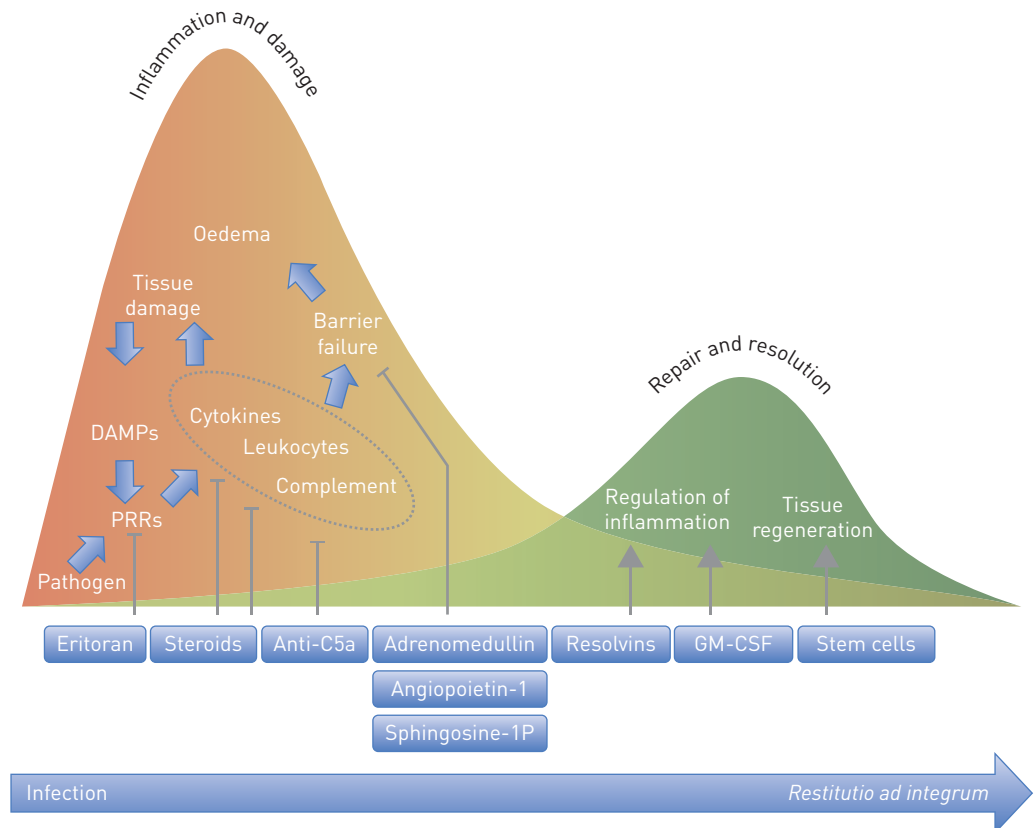 Inflammation and damage
Oedema
Tissue
damage
Barrier
failure
Repair and resolution
Cytokines
Leukocytes
Complement
DAMPs
PRRs
Pathogen
Regulation of
inflammation
Tissue
regeneration
Eritoran
Steroids
Anti-C5a
Adrenomedullin
Resolvins
GM-CSF
Stem cells
Angiopoietin-1
Sphingosine-1P
Infection
Restitutio ad integrum